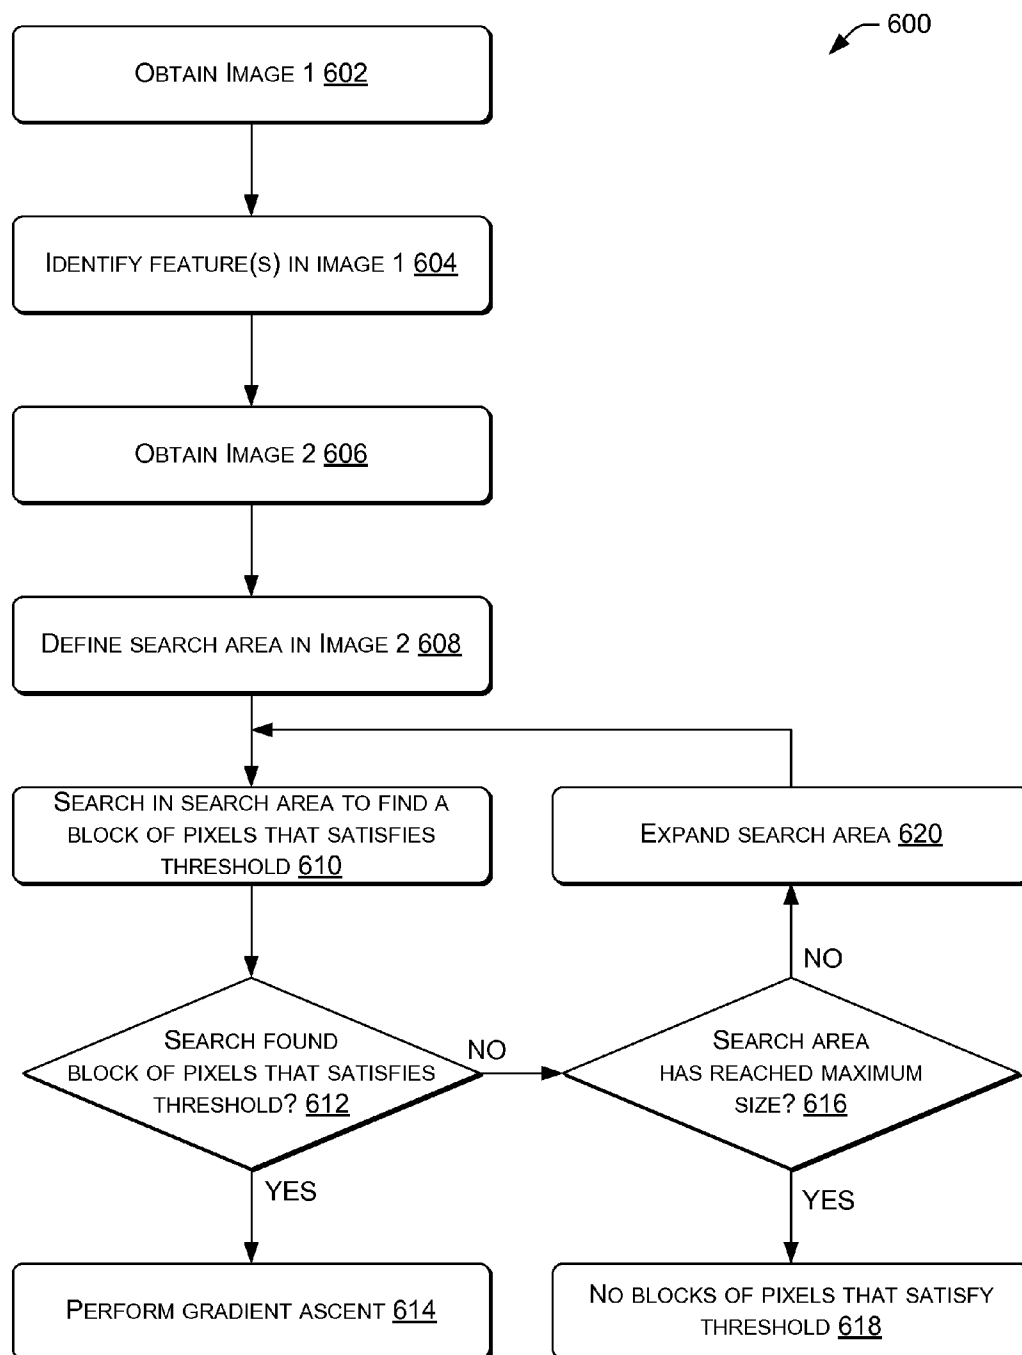 600
OBTAIN IMAGE 1 602
IDENTIFY FEATURE(S) IN IMAGE 1 604
OBTAIN IMAGE 2 606
DEFINE SEARCH AREA IN IMAGE 2 608
SEARCH IN SEARCH AREA TO FIND A
BLOCK OF PIXELS THAT SATISFIES
THRESHOLD 610
EXPAND SEARCH AREA 620
NO
SEARCH FOUND
BLOCK OF PIXELS THAT SATISFIES
THRESHOLD? 612
NO
SEARCH AREA
HAS REACHED MAXIMUM
SIZE? 616
YES
YES
PERFORM GRADIENT ASCENT 614
NO BLOCKS OF PIXELS THAT SATISFY
THRESHOLD 618